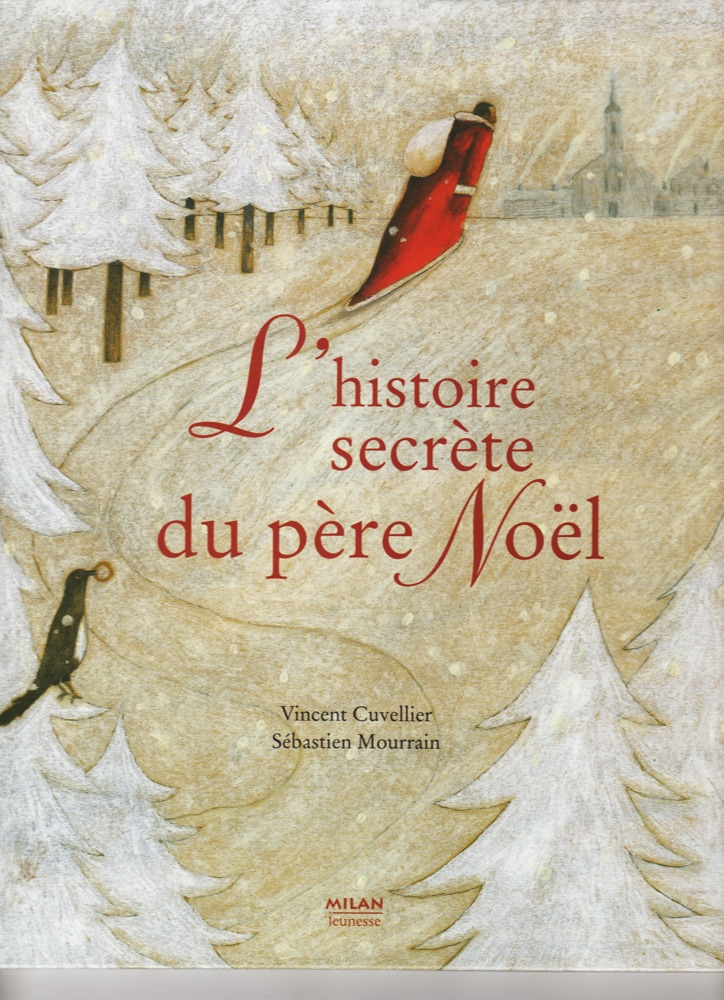 L'histoire
secrète
du père Noël
Vincent Cuvellier
Sébastien Mourrain
MILAN
jeunesse